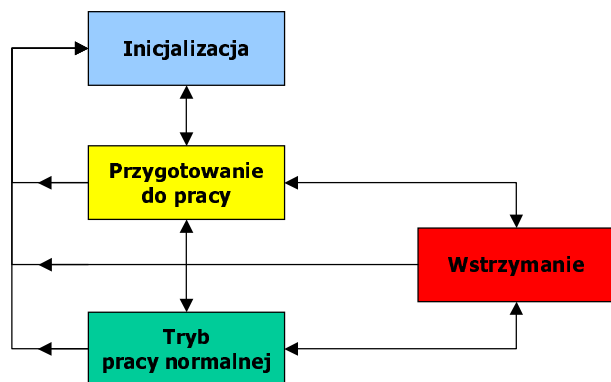 Inicjalizacja
Przygotowanie
do pracy
Wstrzymanie
Tryb
pracy normalnej